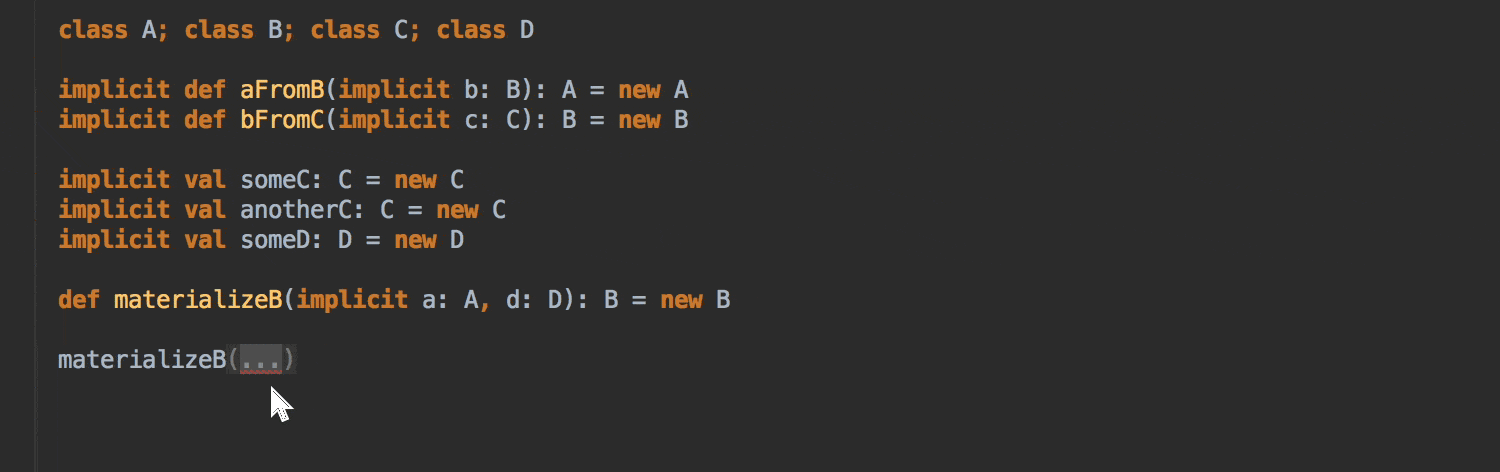 class A; class B; class C; class D
implicit def aFromB(implicit b: B): A = new A
implicit def bFromC(implicit c: C): B = new B
implicit val someC: C = new C
implicit val anotherC: C = new C
implicit val someD: D = new D
def materializeB(implicit a: A, d: D): B = new B
materializeB(...)